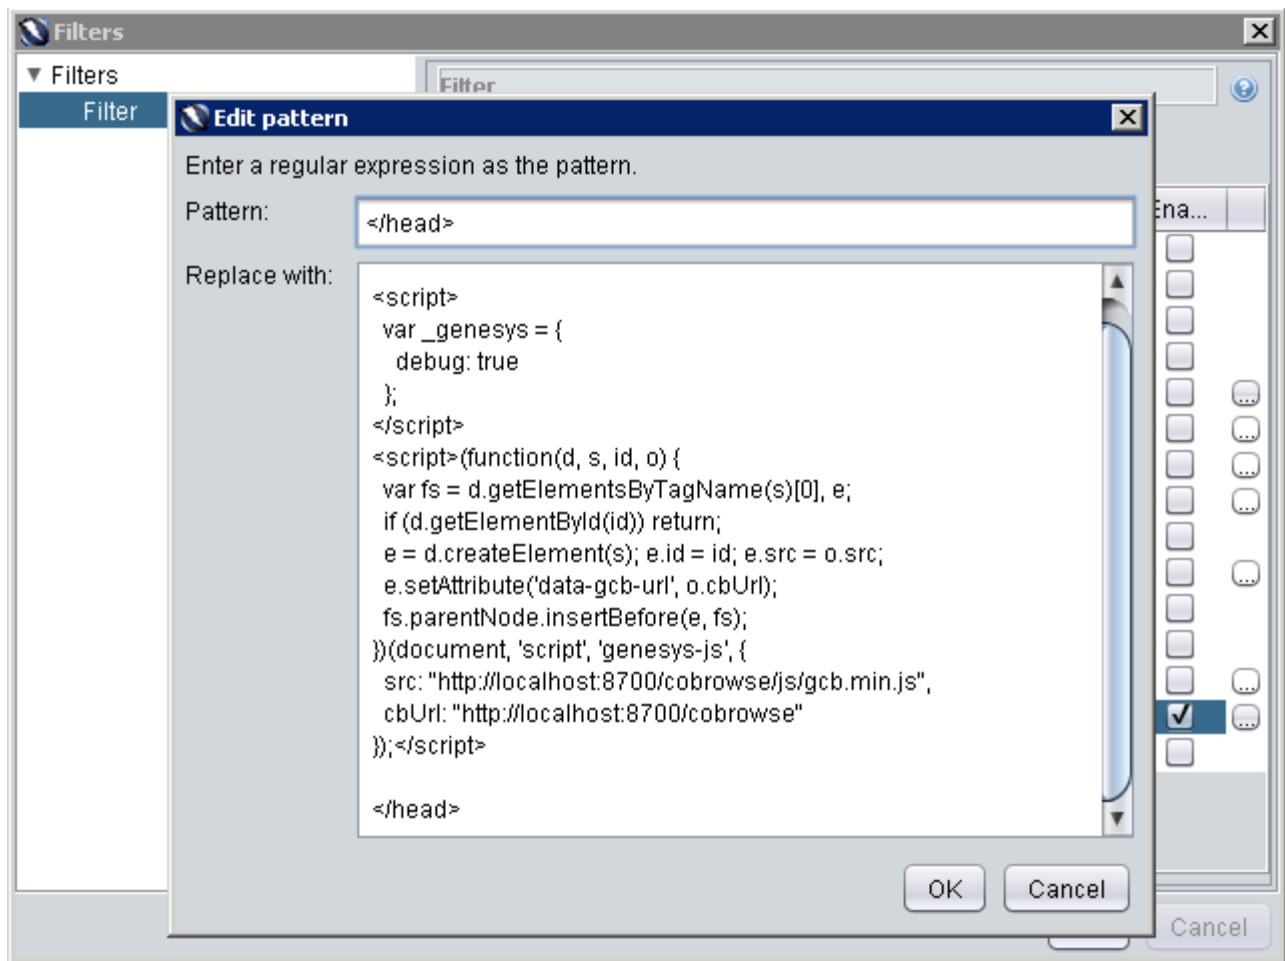 Filters
Filters
Filter
Filter
Edit pattern
Enter a regular expression as the pattern.
Pattern:
</head>
Ena...
Replace with:
<script>
var _genesys = {
debug: true
};
</script>
<script>(function(d, s, id, o) {
var fs = d.getElementsByTagName(s)[0], e;
if (d.getElementById(id)) return;
e = d.createElement(s); e.id = id; e.src = o.src;
e.setAttribute('data-gcb-url', o.cbUrl);
fs.parentNode.insertBefore(e, fs);
})(document, 'script', 'genesys-js', {
src: "http://localhost:8700/cobrowse/js/gcb.min.js",
cbUrl: "http://localhost:8700/cobrowse"
});</script>
</head>
OK
Cancel
Cancel